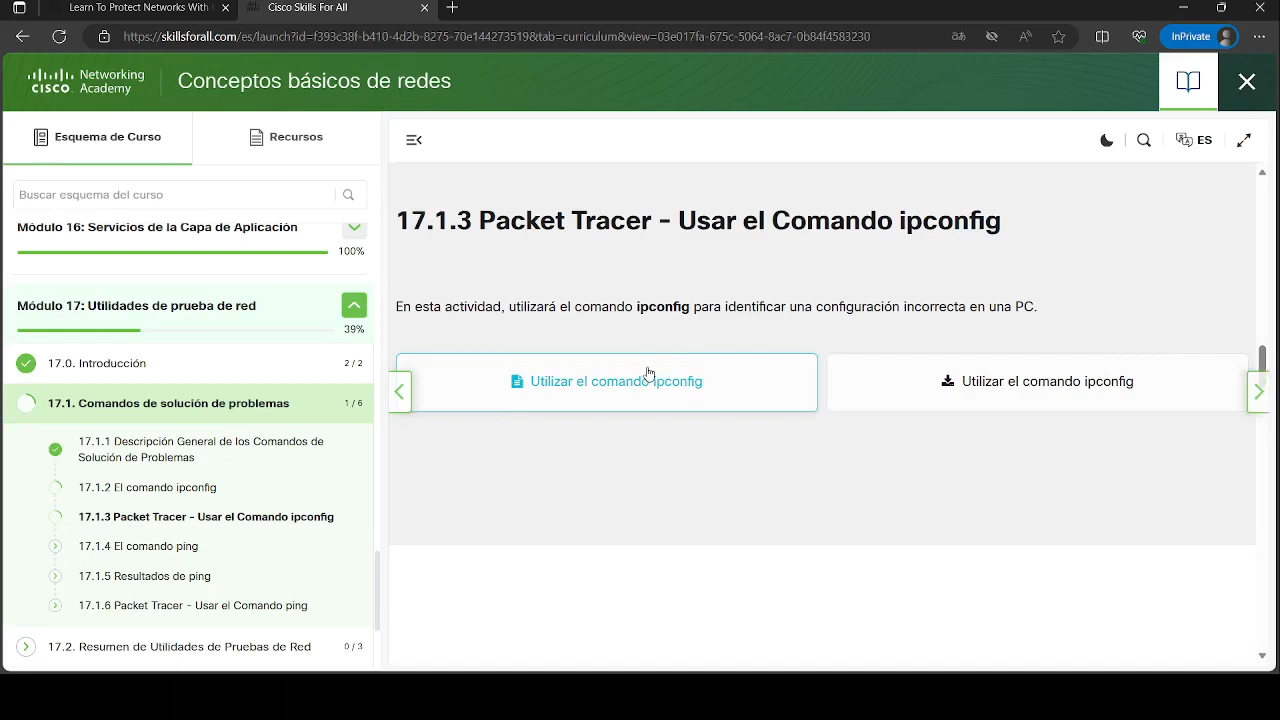 Learn To Protect Networks With
Cisco Skills For All
https://skillsforall.com/es/launch?id=f393c38f-b410-4d2b-8275-70e144273519&tab=curriculum&view=03e017fa-675c-5064-8ac7-0b84f4583230
InPrivate
Networking
CISCO Academy
Conceptos básicos de redes
Esquema de Curso
Recursos
ES
Buscar esquema del curso
Módulo 16: Servicios de la Capa de Aplicación
100%
Módulo 17: Utilidades de prueba de red
39%
17.0. Introducción 2 / 2
17.1. Comandos de solución de problemas 1 / 6
17.1.1 Descripción General de los Comandos de
Solución de Problemas
17.1.2 El comando ipconfig
17.1.3 Packet Tracer - Usar el Comando ipconfig
17.1.4 El comando ping
17.1.5 Resultados de ping
17.1.6 Packet Tracer - Usar el Comando ping
17.2. Resumen de Utilidades de Pruebas de Red 0 / 3
17.1.3 Packet Tracer - Usar el Comando ipconfig
En esta actividad, utilizará el comando ipconfig para identificar una configuración incorrecta en una PC.
Utilizar el comando ipconfig
Utilizar el comando ipconfig